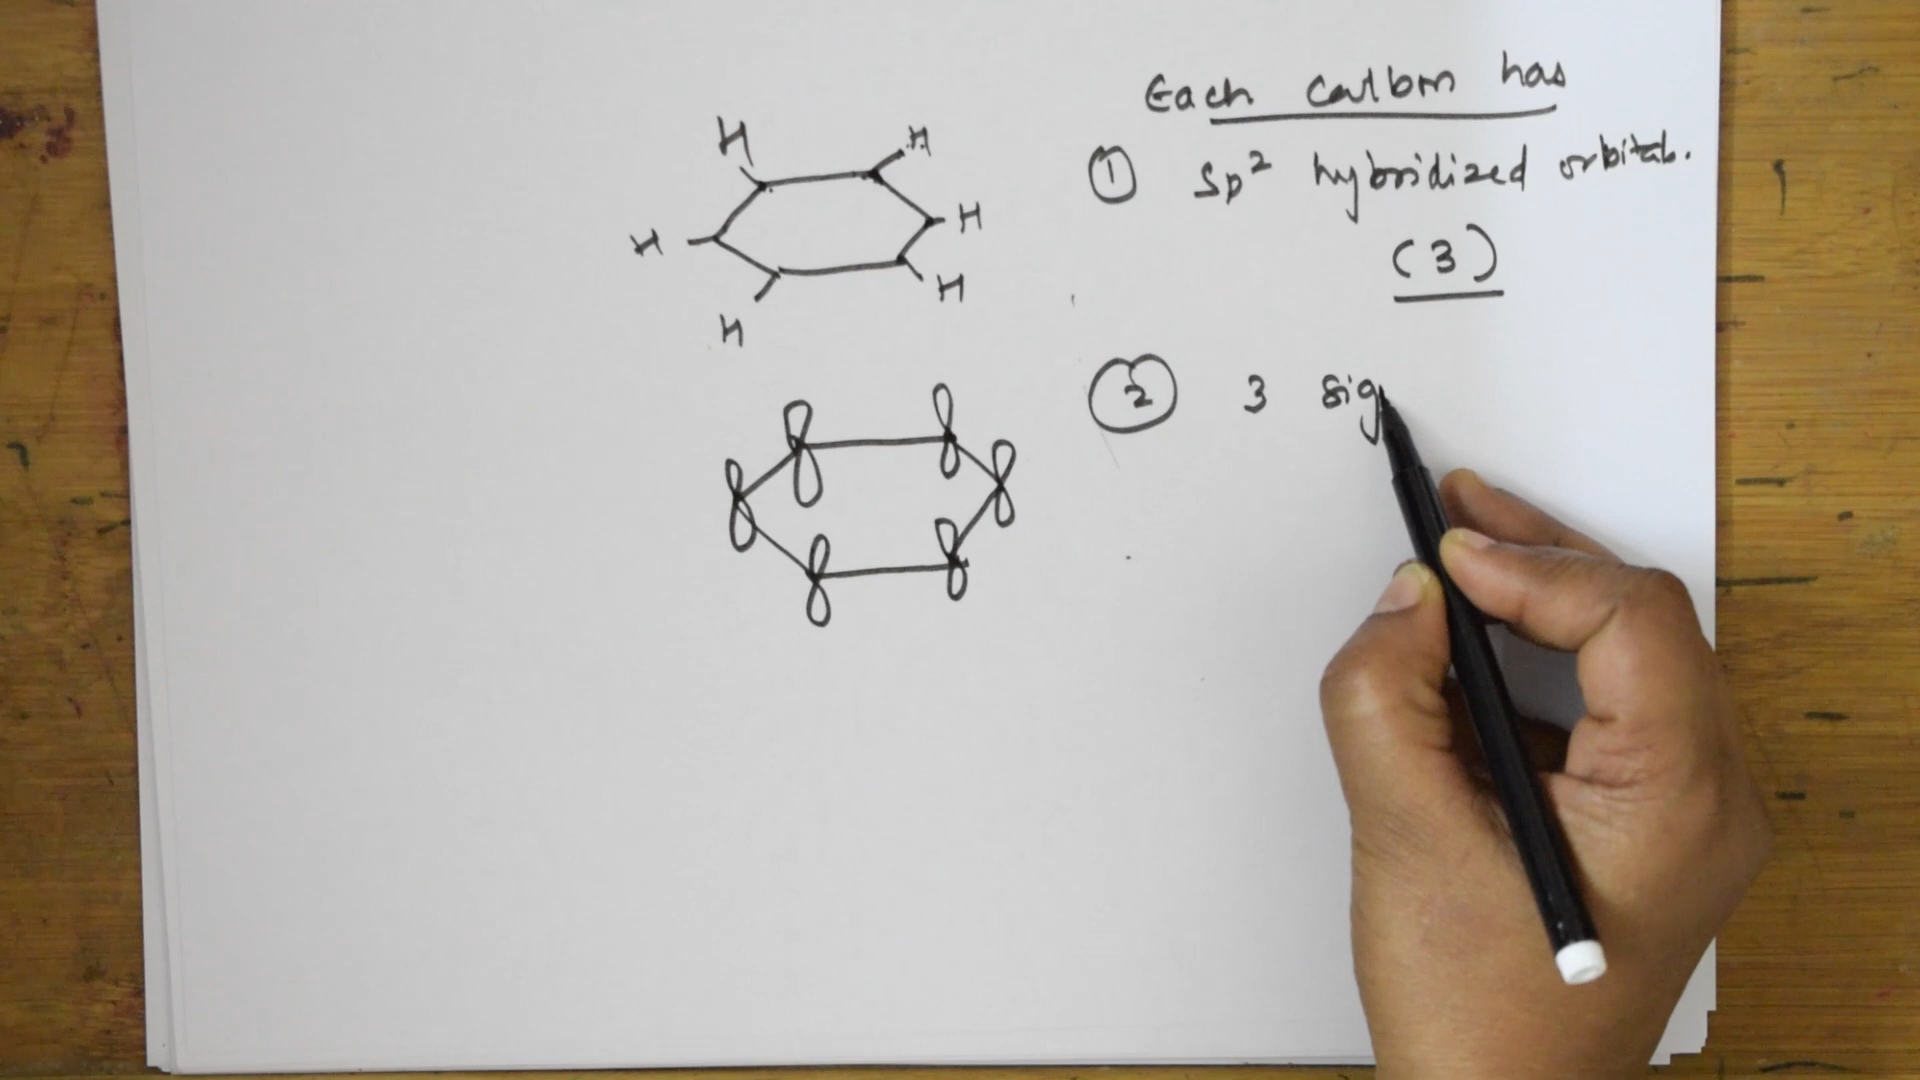 Each carbon has
① Sp² hybridized orbitals.
(3)
② 3 sig
H
H
H
H
H
H